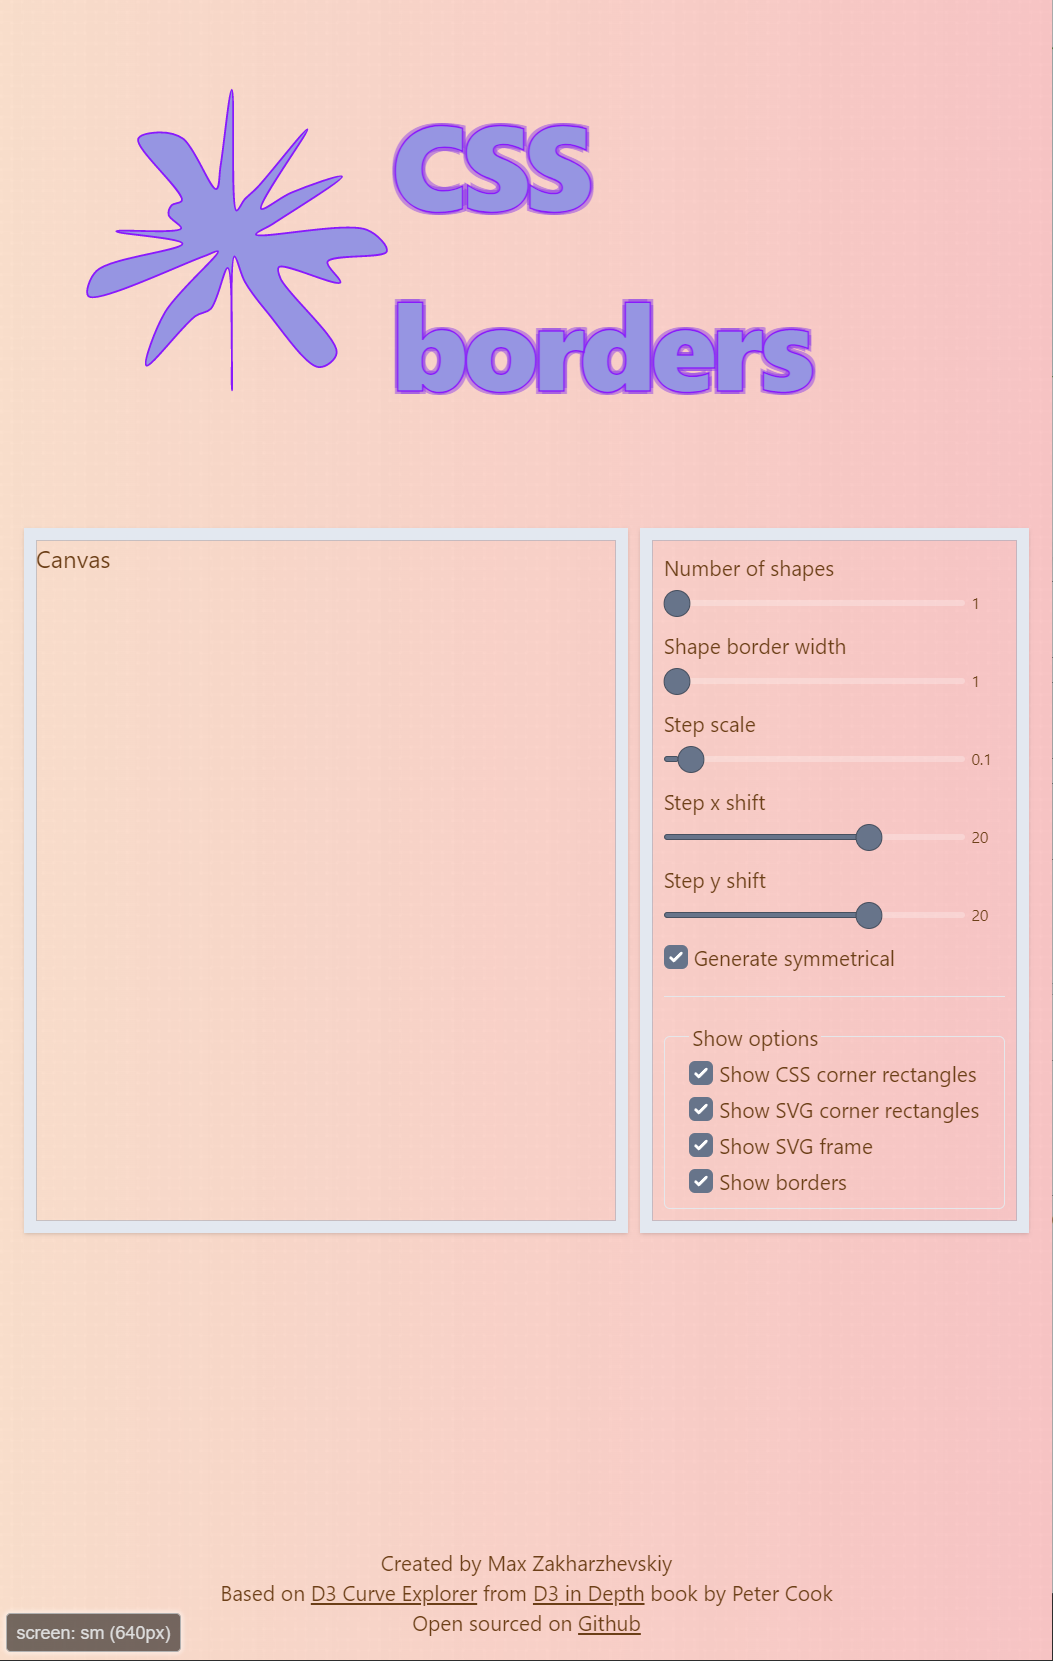 CSS
borders
Canvas
Number of shapes
1
Shape border width
1
Step scale
0.1
Step x shift
20
Step y shift
20
Generate symmetrical
Show options
Show CSS corner rectangles
Show SVG corner rectangles
Show SVG frame
Show borders
Created by Max Zakharzhevskiy
Based on D3 Curve Explorer from D3 in Depth book by Peter Cook
Open sourced on Github
screen: sm (640px)